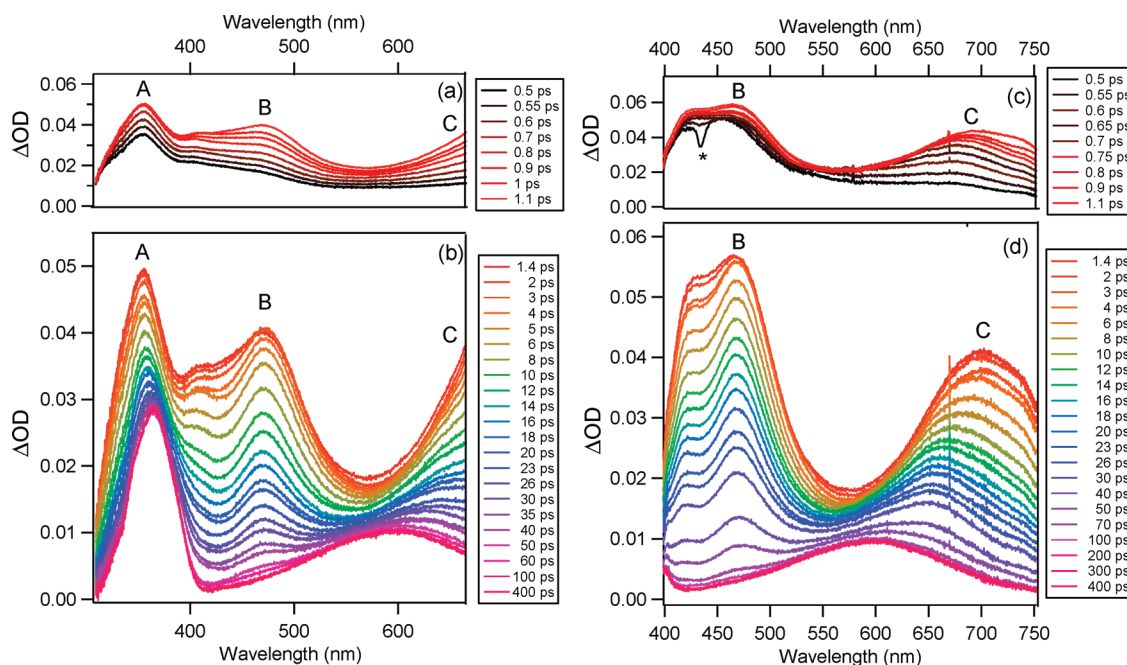 Wavelength (nm)
400 500 600
ΔOD
0.06
0.04
0.02
0.00
A
B
C
(a)
0.5 ps
0.55 ps
0.6 ps
0.7 ps
0.8 ps
0.9 ps
1 ps
1.1 ps
ΔOD
0.05
0.04
0.03
0.02
0.01
0.00
A
B
C
(b)
1.4 ps
2 ps
3 ps
4 ps
5 ps
6 ps
8 ps
10 ps
12 ps
14 ps
16 ps
18 ps
20 ps
23 ps
26 ps
30 ps
35 ps
40 ps
50 ps
60 ps
100 ps
400 ps
400 500 600
Wavelength (nm)
Wavelength (nm)
400 450 500 550 600 650 700 750
ΔOD
0.06
0.04
0.02
0.00
B
*
C
(c)
0.5 ps
0.55 ps
0.6 ps
0.65 ps
0.7 ps
0.75 ps
0.8 ps
0.9 ps
1.1 ps
ΔOD
0.06
0.05
0.04
0.03
0.02
0.01
0.00
B
C
(d)
1.4 ps
2 ps
3 ps
4 ps
6 ps
8 ps
10 ps
12 ps
14 ps
16 ps
18 ps
20 ps
23 ps
26 ps
30 ps
40 ps
50 ps
70 ps
100 ps
200 ps
300 ps
400 ps
400 450 500 550 600 650 700 750
Wavelength (nm)